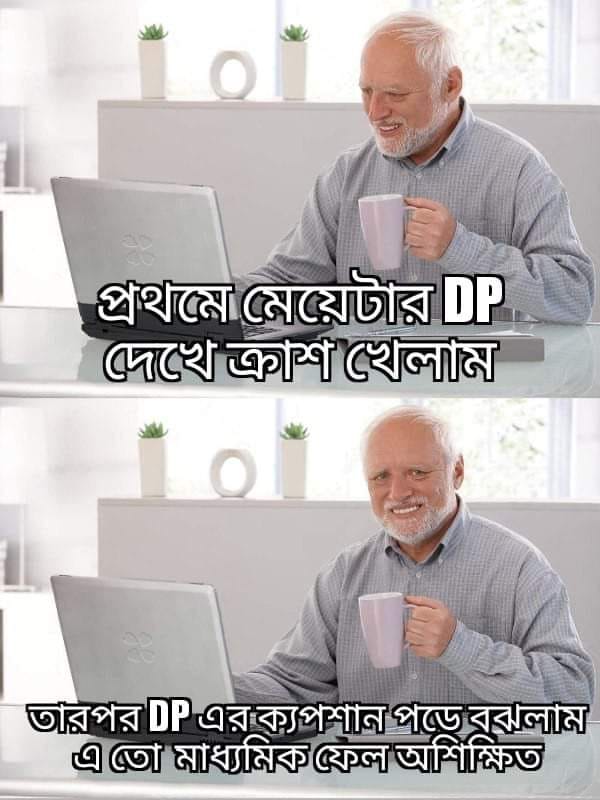 প্রথমে মেয়েটার DP
দেখে ক্রাশ খেলাম
তারপর DP এর ক্যপশান পড়ে বুঝলাম
এ তো মাধ্যমিক ফেল অশিক্ষিত